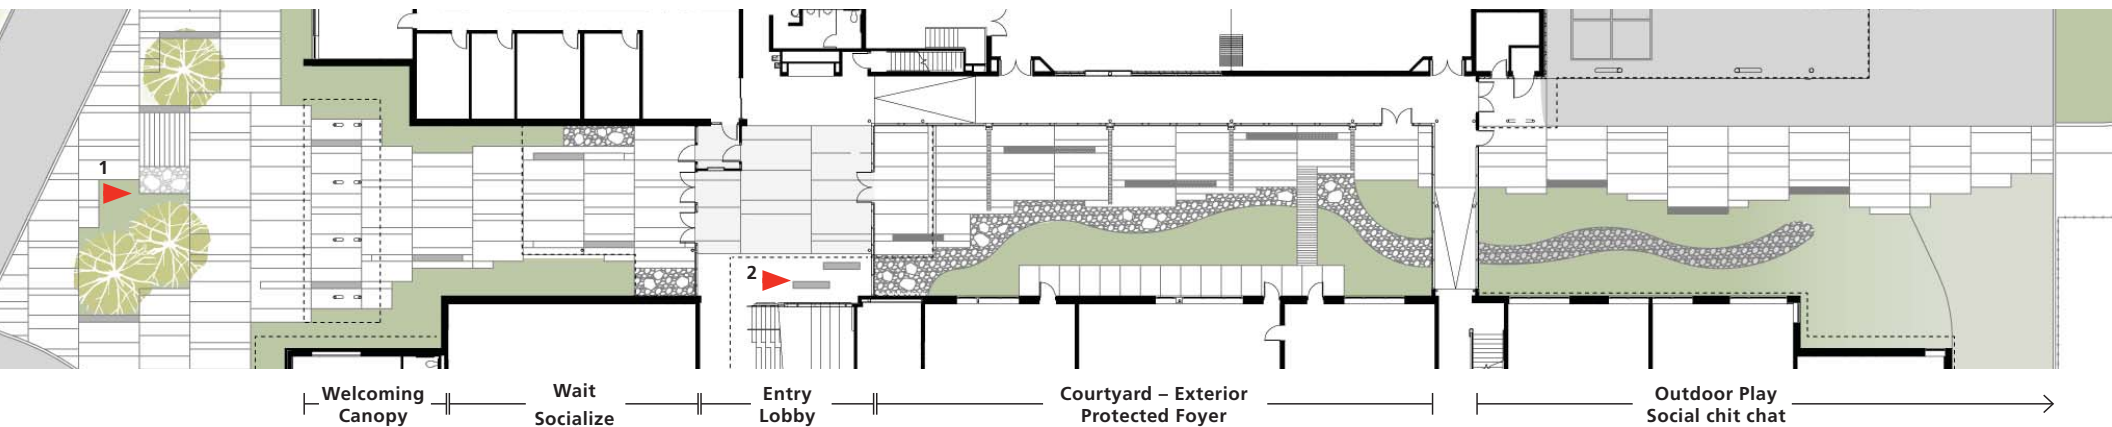 1
2
Welcoming
Canopy
Wait
Socialize
Entry
Lobby
Courtyard – Exterior
Protected Foyer
Outdoor Play
Social chit chat